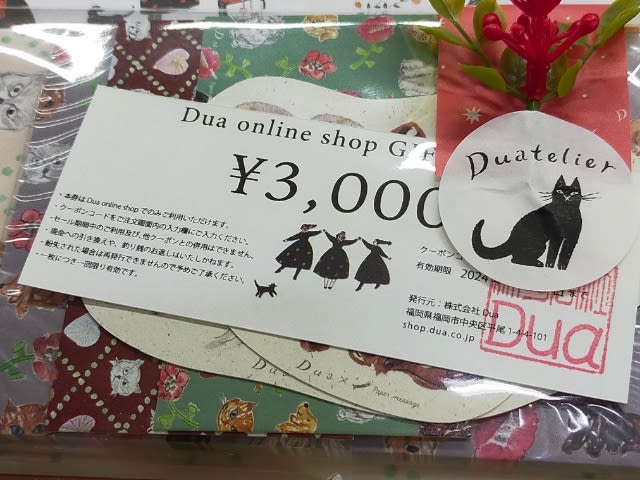 Dua online shop GIF
¥3,000
・本券は Dua online shop でのみご利用いただけます。
・クーポンコードをご注文画面内の入力欄にご入力ください。
・セール期間中のご利用及び、他クーポンとの併用はできません。
・現金への引き換えや、釣り銭のお返しはいたしかねます。
・紛失された場合は再発行できませんので予めご了承ください。
・一枚につき一回限り有効です。
クーポンコ
有効期限 2024
まで
発行元：株式会社 Dua
福岡県福岡市中央区平尾 1-4-4-101
shop.dua.co.jp
Duatelier
Dua
Dua
Dua×
Paper message